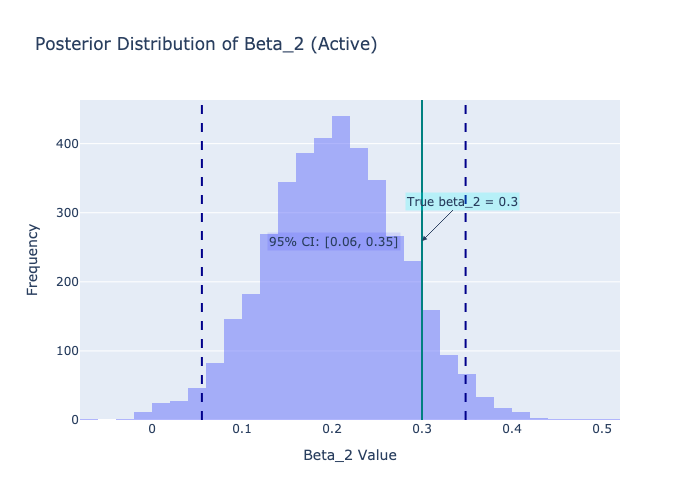 Posterior Distribution of Beta_2 (Active)
400
300
200
100
0
Frequency
True beta_2 = 0.3
95% CI: [0.06, 0.35]
0 0.1 0.2 0.3 0.4 0.5
Beta_2 Value